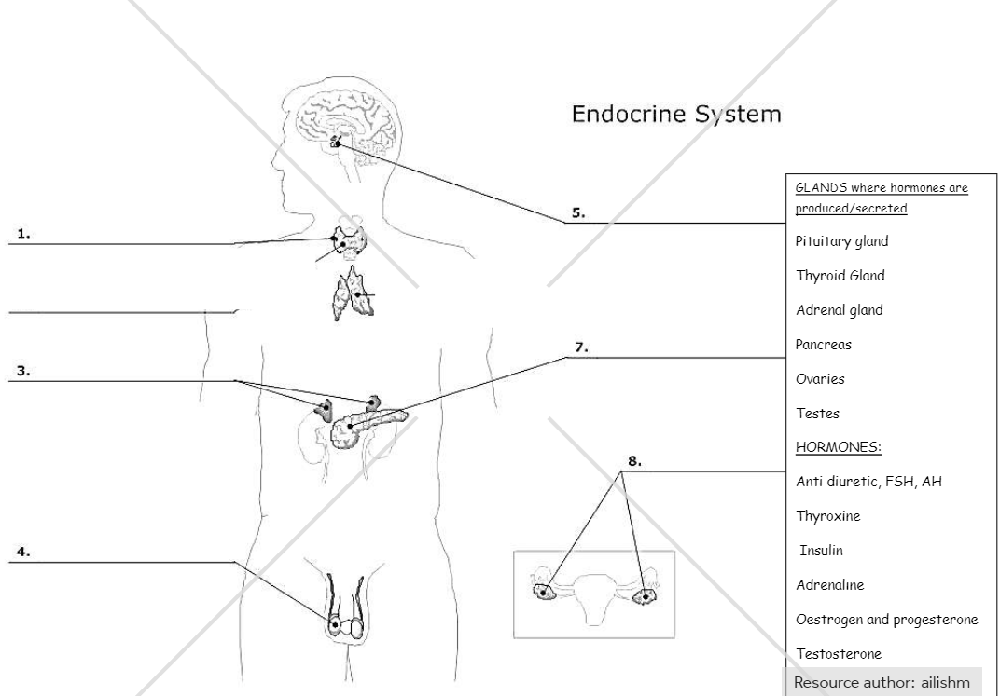 Endocrine System
1.
3.
4.
5.
7.
8.
GLANDS where hormones are
produced/secreted
Pituitary gland
Thyroid Gland
Adrenal gland
Pancreas
Ovaries
Testes
HORMONES:
Anti diuretic, FSH, AH
Thyroxine
Insulin
Adrenaline
Oestrogen and progesterone
Testosterone
Resource author: ailishm